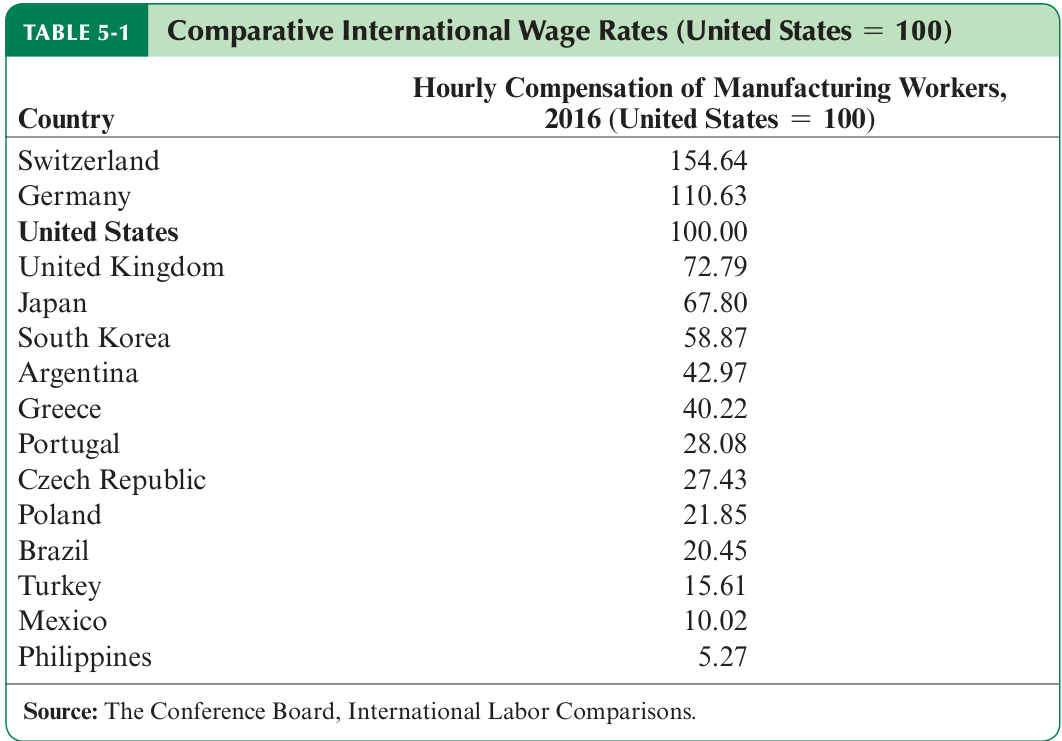 TABLE 5-1 Comparative International Wage Rates (United States = 100)
Hourly Compensation of Manufacturing Workers,
Country 2016 (United States = 100)
Switzerland 154.64
Germany 110.63
United States 100.00
United Kingdom 72.79
Japan 67.80
South Korea 58.87
Argentina 42.97
Greece 40.22
Portugal 28.08
Czech Republic 27.43
Poland 21.85
Brazil 20.45
Turkey 15.61
Mexico 10.02
Philippines 5.27
Source: The Conference Board, International Labor Comparisons.